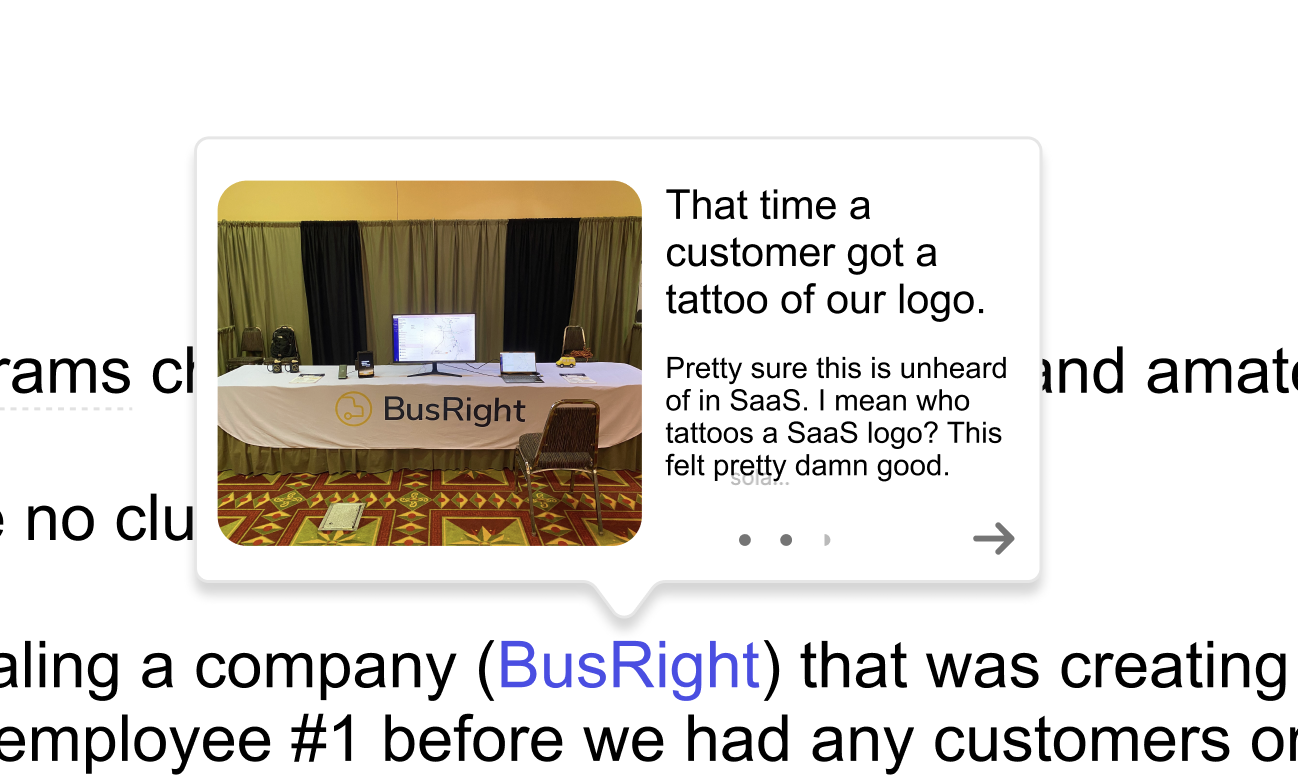 That time a
customer got a
tattoo of our logo.
Pretty sure this is unheard
of in SaaS. I mean who
tattoos a SaaS logo? This
felt pretty damn good.
sola...
BusRight
rams ch
and amate
e no clu
aling a company (BusRight) that was creating
employee #1 before we had any customers or